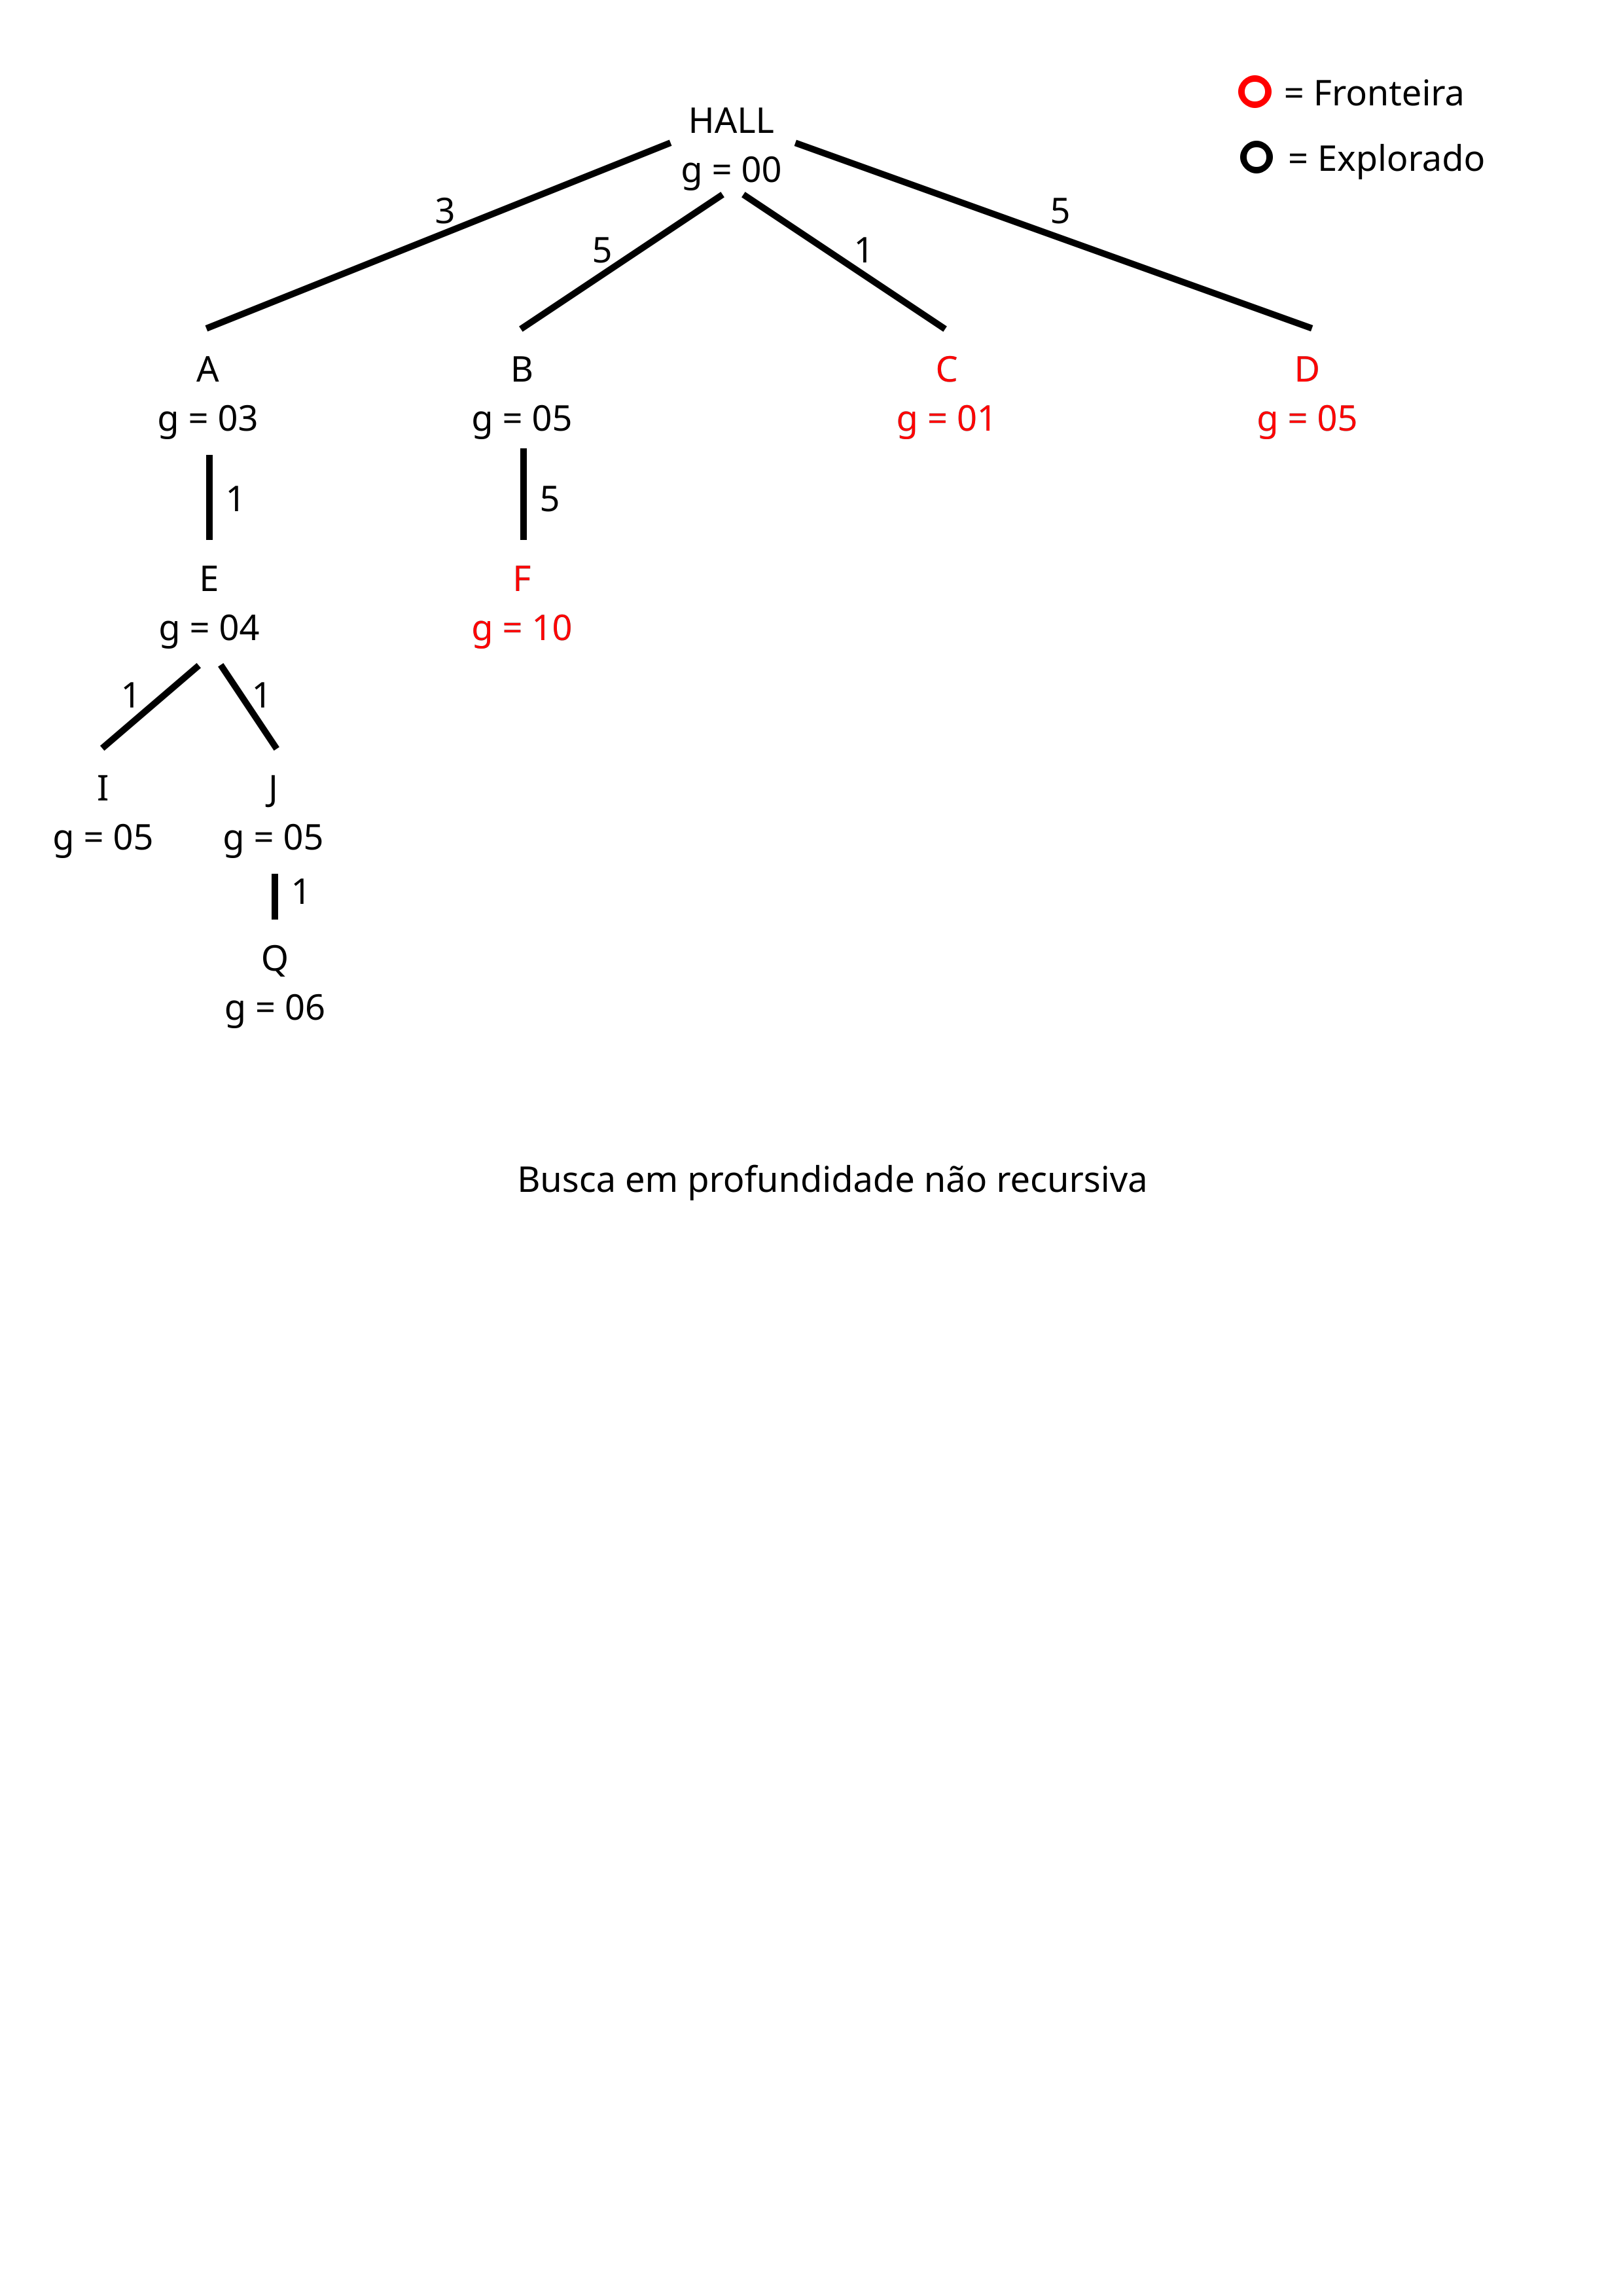 = Fronteira
HALL
= Explorado
g = 00
3
5
5
1
A
B
C
D
g = 03
g = 05
g = 01
g = 05
1
5
E
F
g = 04
g = 10
1
1
I
J
g = 05
g = 05
1
Q
g = 06
Busca em profundidade não recursiva